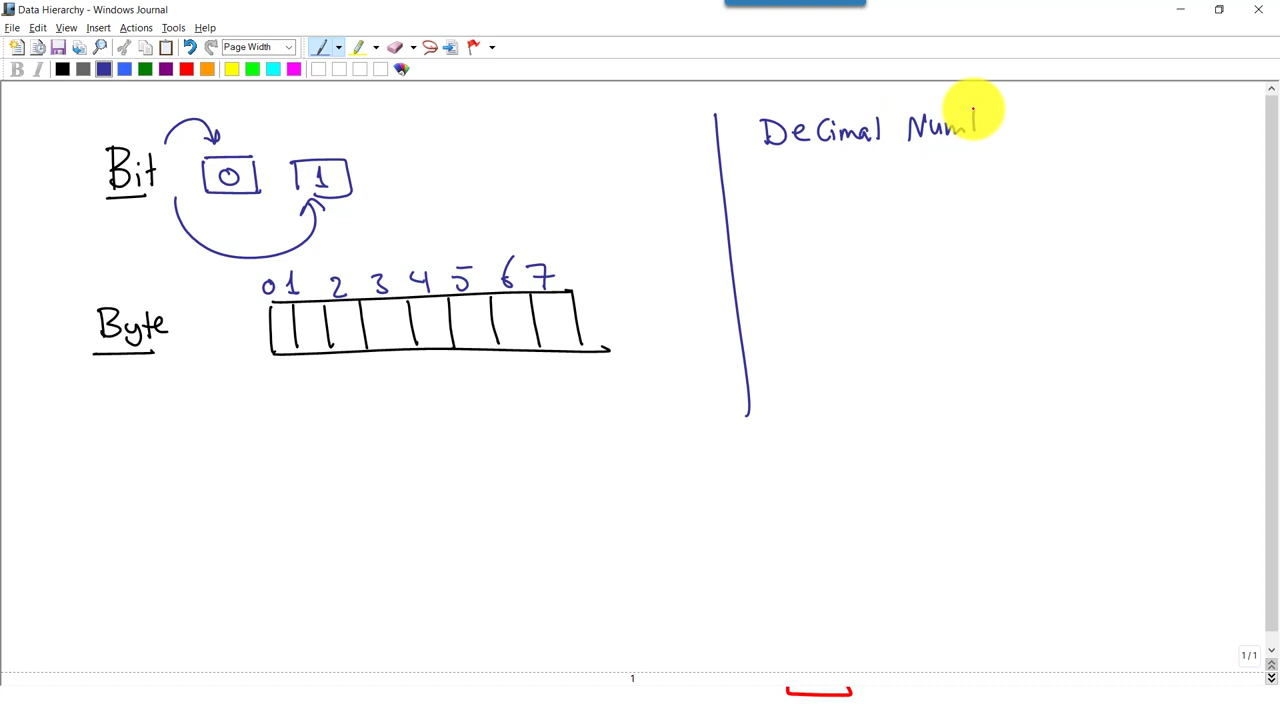 Data Hierarchy - Windows Journal
File Edit View Insert Actions Tools Help
Page Width
B I
Decimal Num
Bit 0 1
0 1 2 3 4 5 6 7
Byte
1 / 1
1